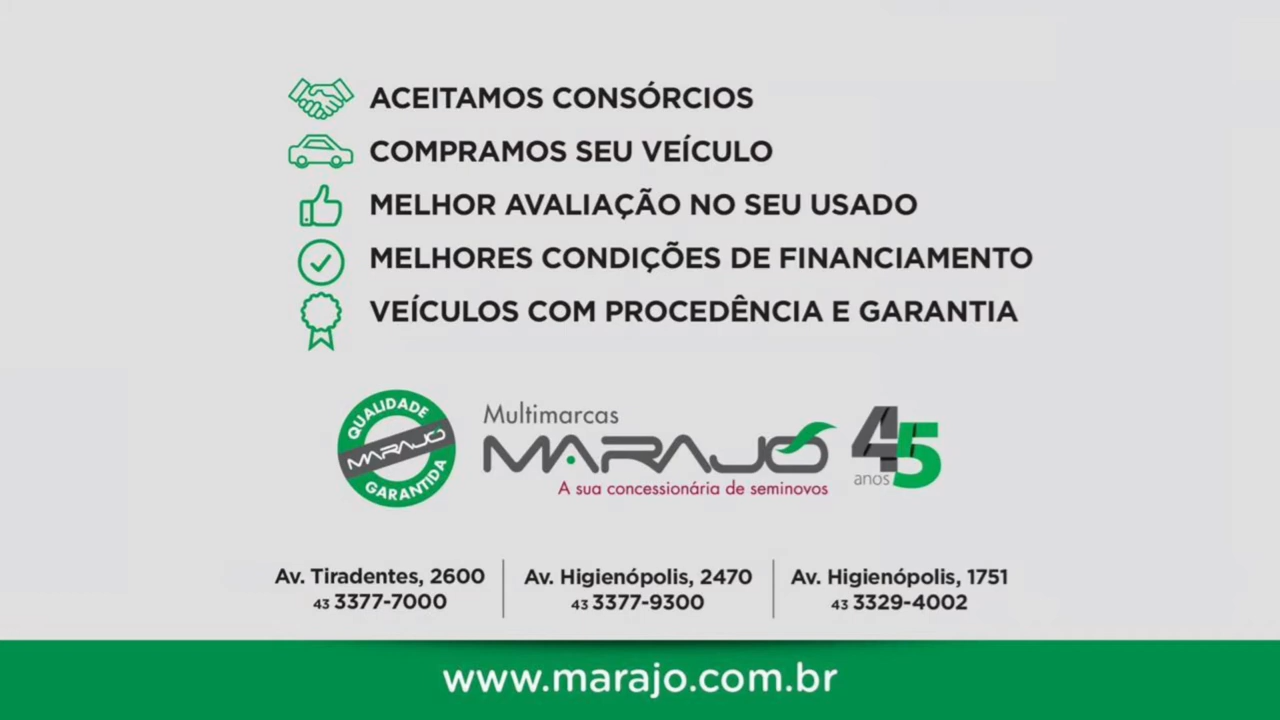 ACEITAMOS CONSÓRCIOS
COMPRAMOS SEU VEÍCULO
MELHOR AVALIAÇÃO NO SEU USADO
MELHORES CONDIÇÕES DE FINANCIAMENTO
VEÍCULOS COM PROCEDÊNCIA E GARANTIA
QUALIDADE
MARAJÓ
GARANTIDA
Multimarcas
MARAJÓ
A sua concessionária de seminovos
45
anos
Av. Tiradentes, 2600
43 3377-7000
Av. Higienópolis, 2470
43 3377-9300
Av. Higienópolis, 1751
43 3329-4002
www.marajo.com.br